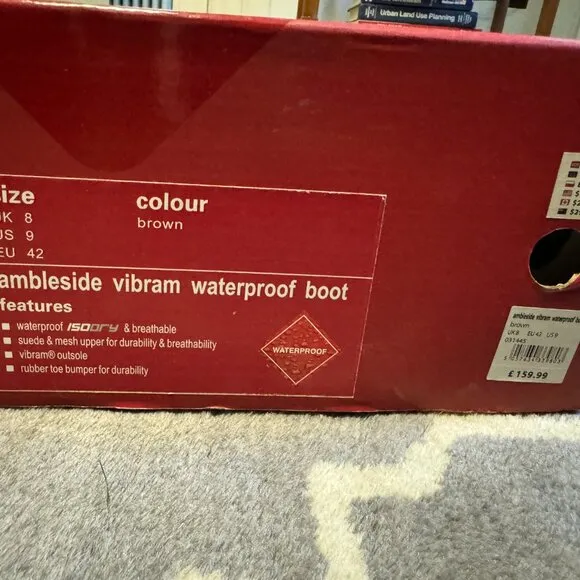 Urban Land Use Planning
size
UK 8
US 9
EU 42
colour
brown
ambleside vibram waterproof boot
features
waterproof ISODRY & breathable
suede & mesh upper for durability & breathability
vibram® outsole
rubber toe bumper for durability
WATERPROOF
ambleside vibram waterproof
brown
UK8 EU42 US9
031443
£159.99